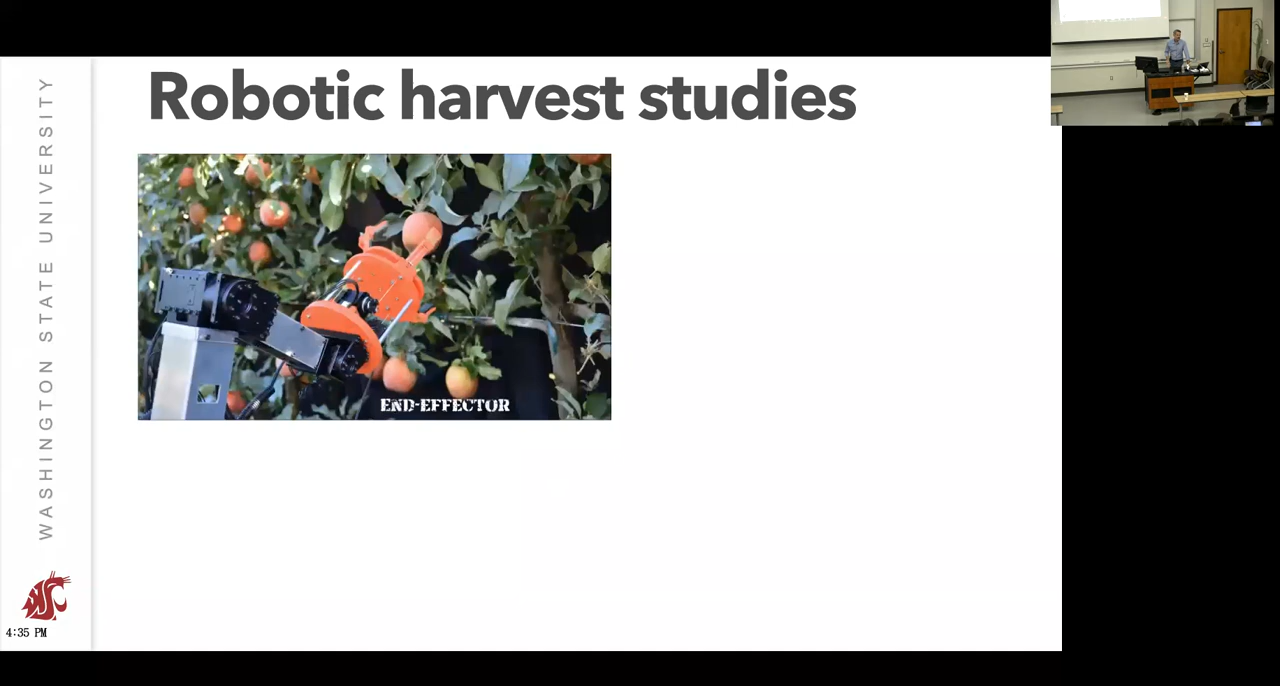 Robotic harvest studies
WASHINGTON STATE UNIVERSITY
END-EFFECTOR
4:35 PM